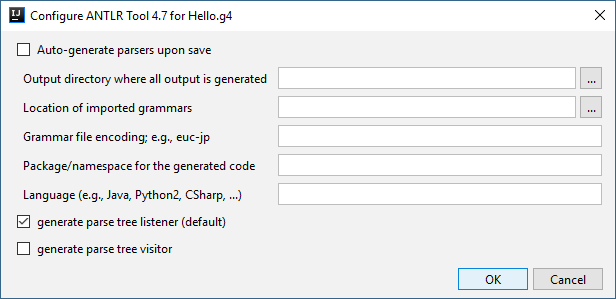 IJ Configure ANTLR Tool 4.7 for Hello.g4
Auto-generate parsers upon save
Output directory where all output is generated ...
Location of imported grammars ...
Grammar file encoding; e.g., euc-jp
Package/namespace for the generated code
Language (e.g., Java, Python2, CSharp, ...)
generate parse tree listener (default)
generate parse tree visitor
OK Cancel